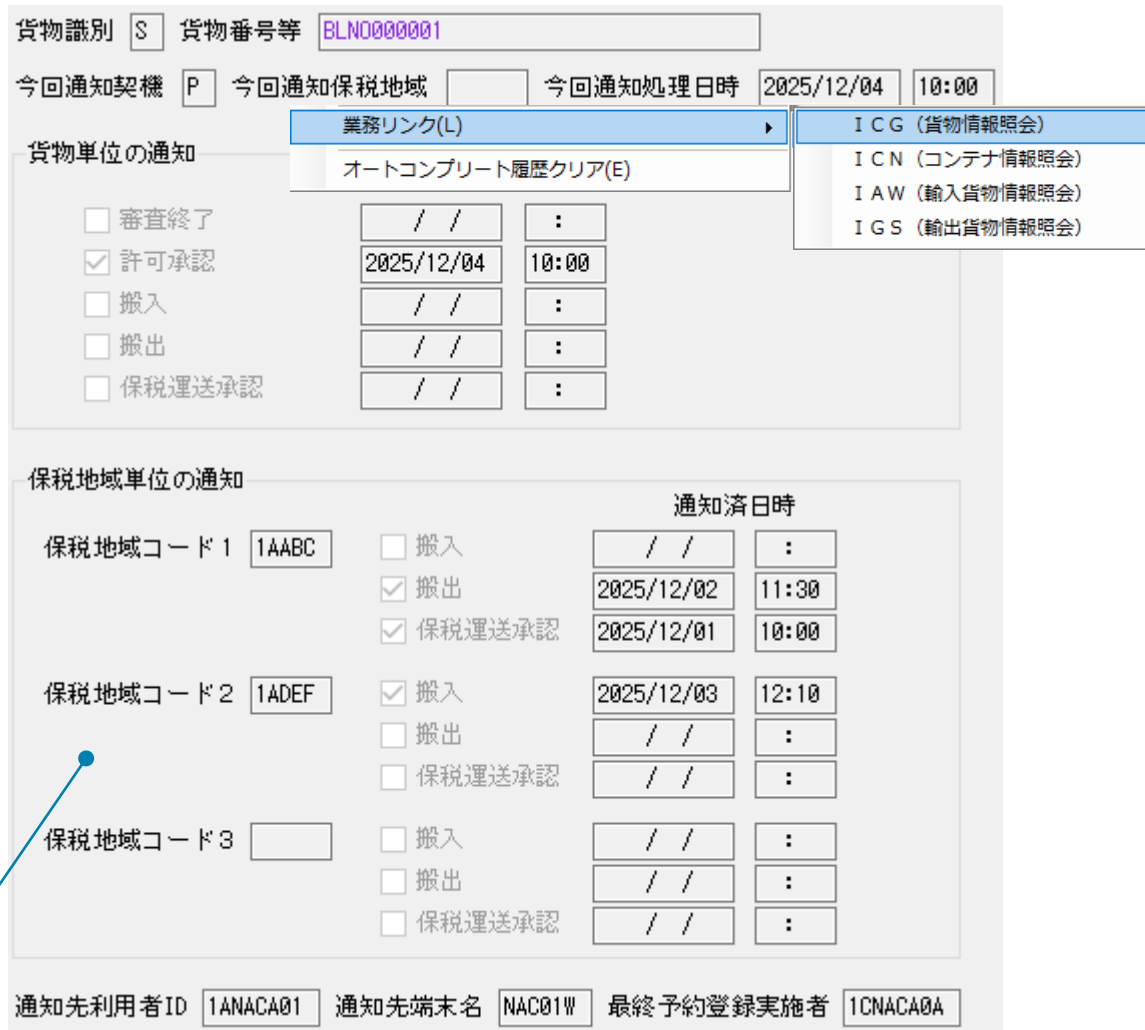 貨物識別 S 貨物番号等 BLNO000001
今回通知契機 P 今回通知保税地域 今回通知処理日時 2025/12/04 10:00
業務リンク(L)
オートコンプリート履歴クリア(E)
ＩＣＧ（貨物情報照会）
ＩＣＮ（コンテナ情報照会）
ＩＡＷ（輸入貨物情報照会）
ＩＧＳ（輸出貨物情報照会）
貨物単位の通知
審査終了 / / :
許可承認 2025/12/04 10:00
搬入 / / :
搬出 / / :
保税運送承認 / / :
保税地域単位の通知
通知済日時
保税地域コード１ 1AABC 搬入 / / :
搬出 2025/12/02 11:30
保税運送承認 2025/12/01 10:00
保税地域コード２ 1ADEF 搬入 2025/12/03 12:10
搬出 / / :
保税運送承認 / / :
保税地域コード３ 搬入 / / :
搬出 / / :
保税運送承認 / / :
通知先利用者ID 1ANACA01 通知先端末名 NAC01W 最終予約登録実施者 1CNACA0A